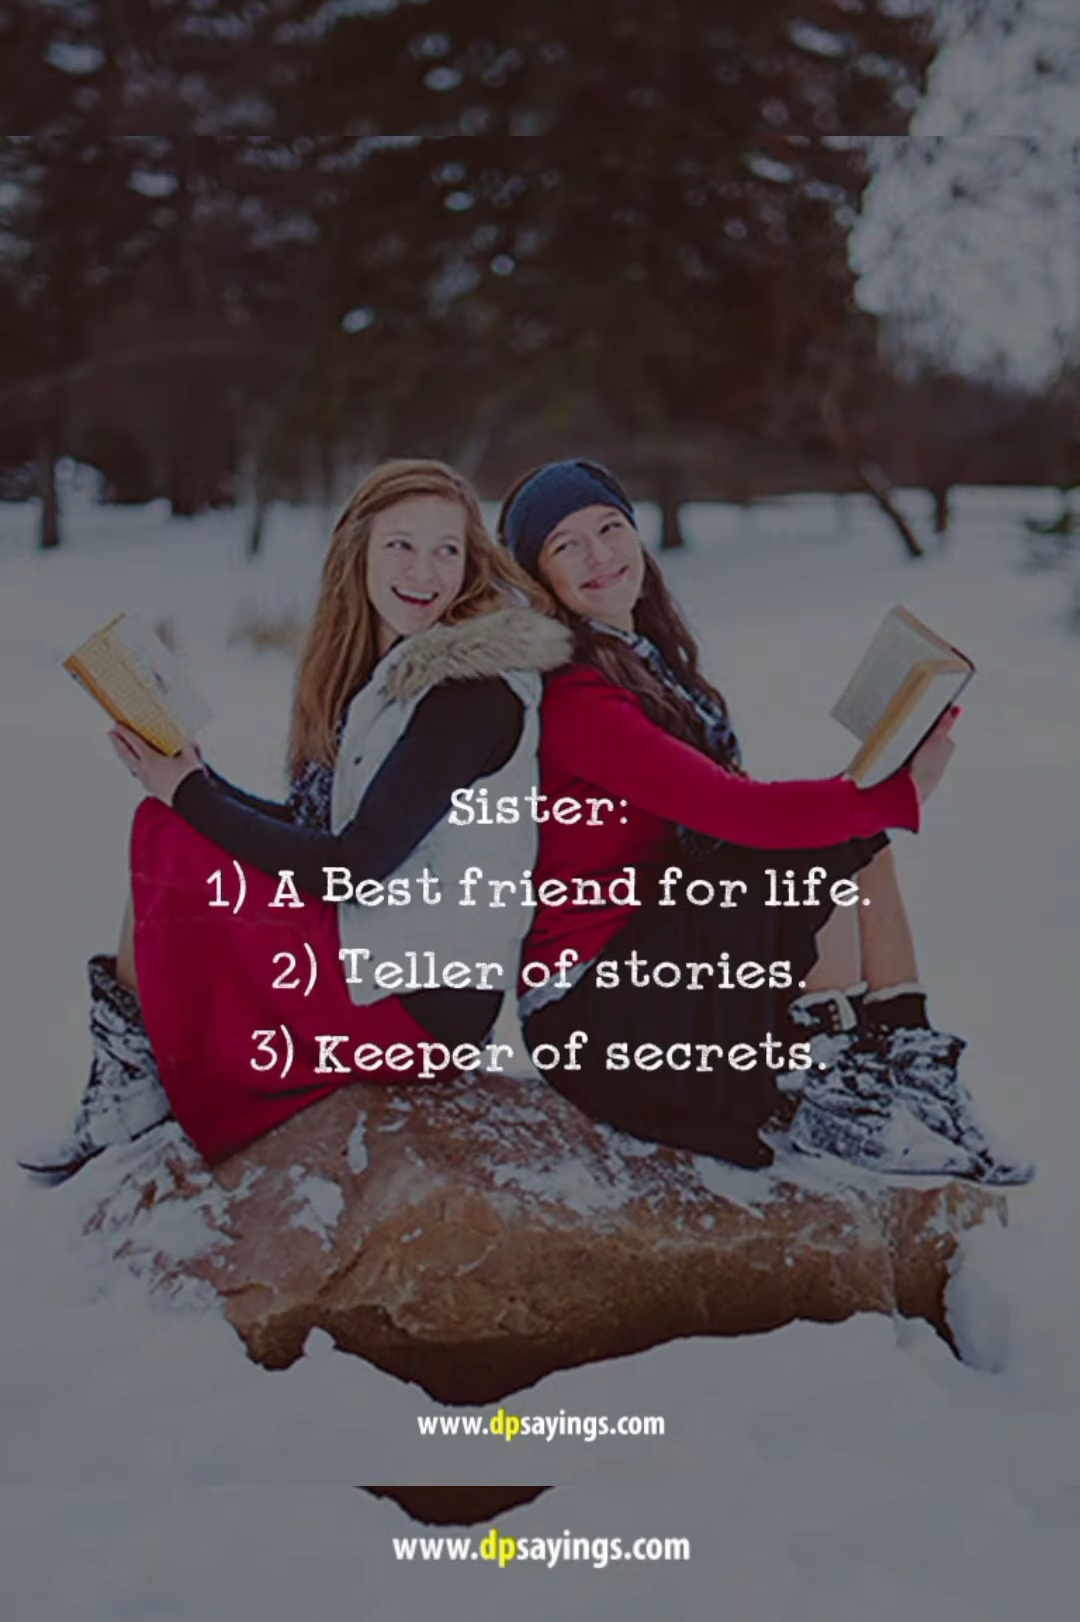 Sister:
1) A Best friend for life.
2) Teller of stories.
3) Keeper of secrets.
www.dpsayings.com
www.dpsayings.com